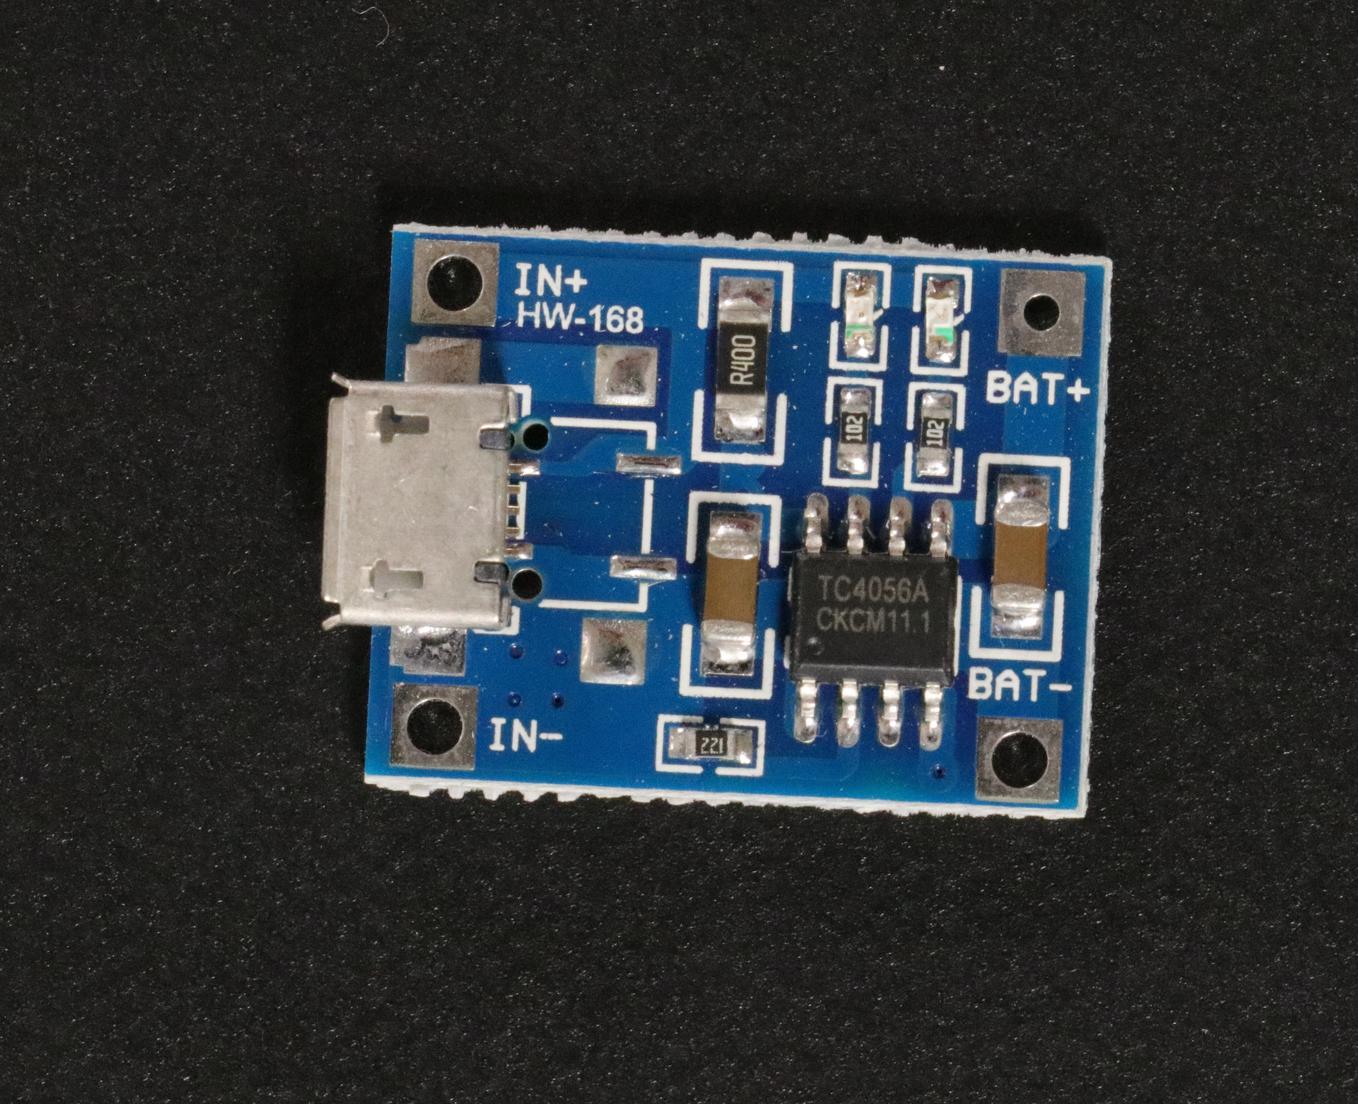 IN+
HW-168
R400
102
102
BAT+
TC4056A
CKCM11.1
BAT-
IN-
221